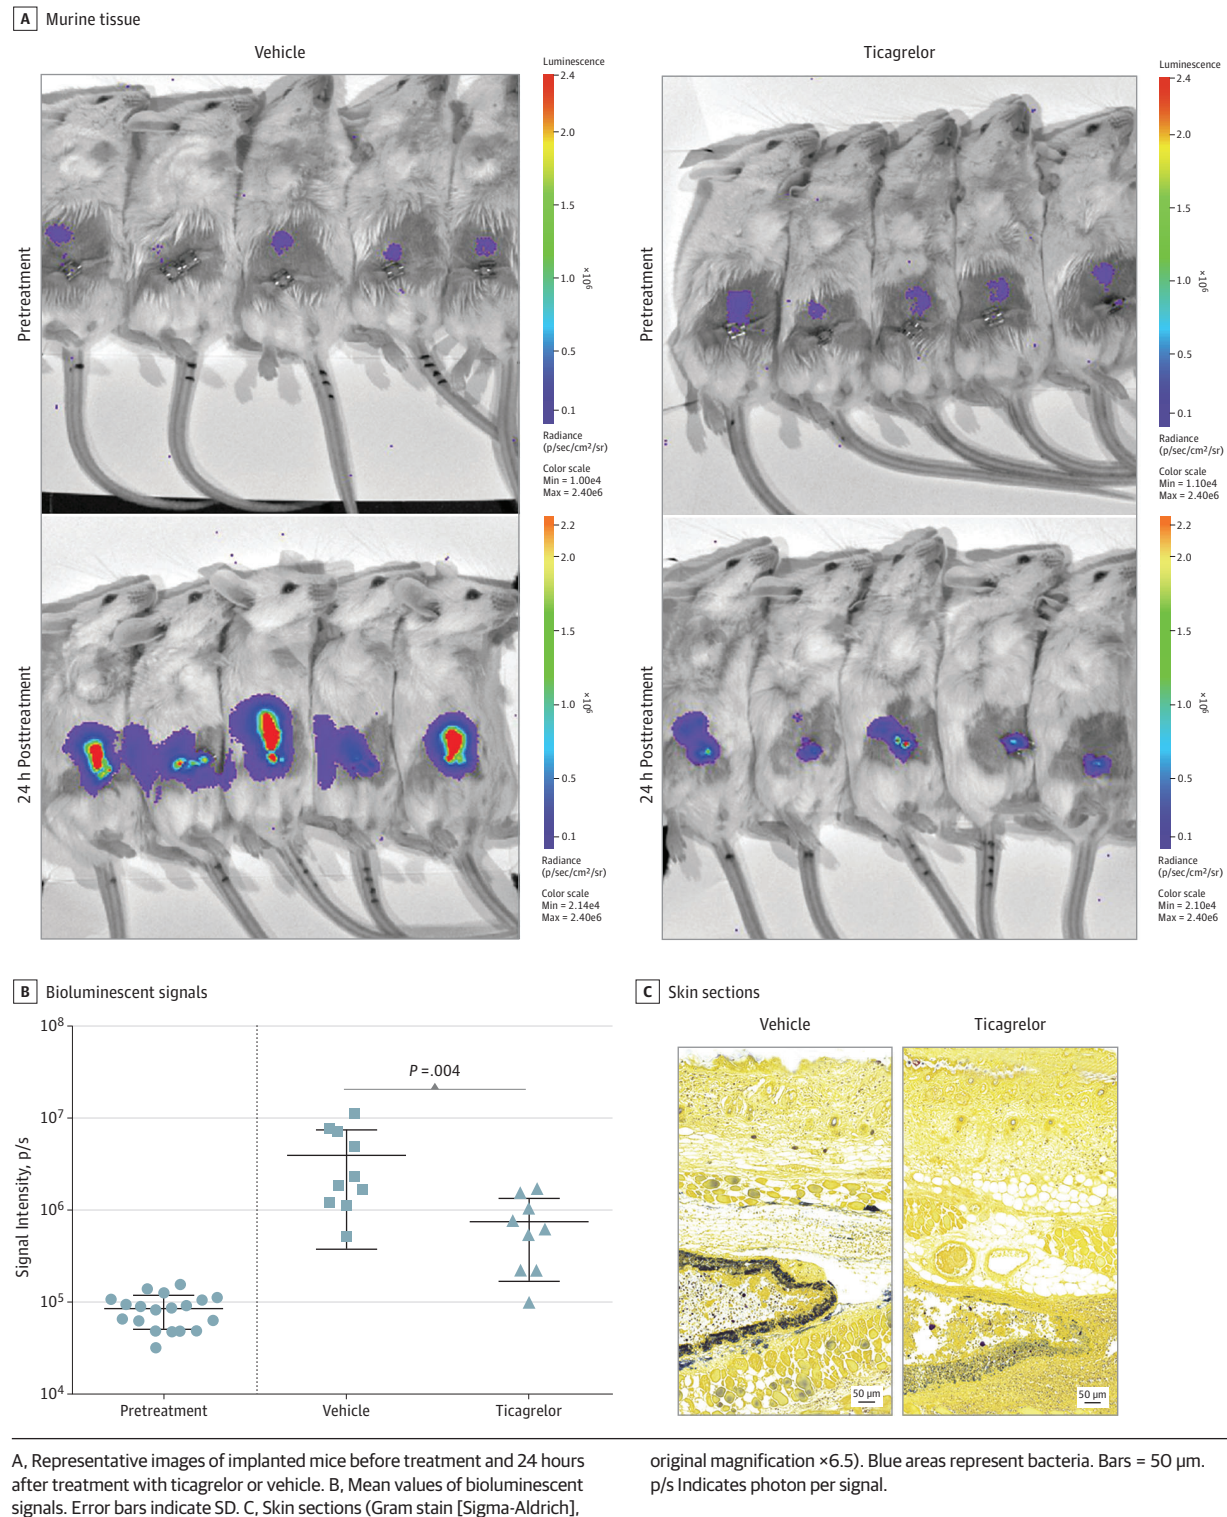 A Murine tissue
Vehicle
Ticagrelor
Pretreatment
Luminescence
2.4
2.0
1.5
1.0
×10⁶
0.5
0.1
Radiance
(p/sec/cm²/sr)
Color scale
Min = 1.00e4
Max = 2.40e6
Pretreatment
Luminescence
2.4
2.0
1.5
1.0
×10⁶
0.5
0.1
Radiance
(p/sec/cm²/sr)
Color scale
Min = 1.10e4
Max = 2.40e6
24 h Posttreatment
2.2
2.0
1.5
1.0
×10⁶
0.5
0.1
Radiance
(p/sec/cm²/sr)
Color scale
Min = 2.14e4
Max = 2.40e6
24 h Posttreatment
2.2
2.0
1.5
1.0
×10⁶
0.5
0.1
Radiance
(p/sec/cm²/sr)
Color scale
Min = 2.10e4
Max = 2.40e6
B Bioluminescent signals
Signal Intensity, p/s
10⁸
10⁷
10⁶
10⁵
10⁴
P =.004
Pretreatment
Vehicle
Ticagrelor
C Skin sections
Vehicle
Ticagrelor
50 μm
50 μm
A, Representative images of implanted mice before treatment and 24 hours
after treatment with ticagrelor or vehicle. B, Mean values of bioluminescent
signals. Error bars indicate SD. C, Skin sections (Gram stain [Sigma-Aldrich],
original magnification ×6.5). Blue areas represent bacteria. Bars = 50 μm.
p/s Indicates photon per signal.